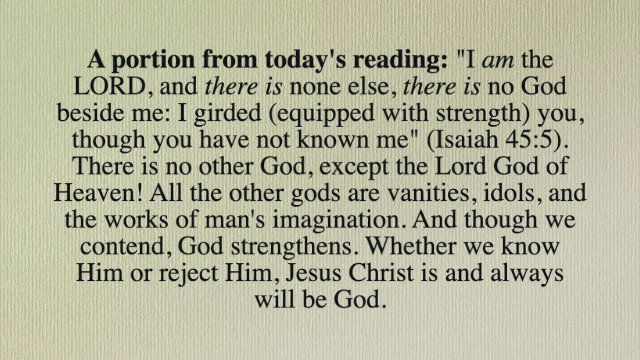 A portion from today's reading: "I am the
LORD, and there is none else, there is no God
beside me: I girded (equipped with strength) you,
though you have not known me" (Isaiah 45:5).
There is no other God, except the Lord God of
Heaven! All the other gods are vanities, idols, and
the works of man's imagination. And though we
contend, God strengthens. Whether we know
Him or reject Him, Jesus Christ is and always
will be God.